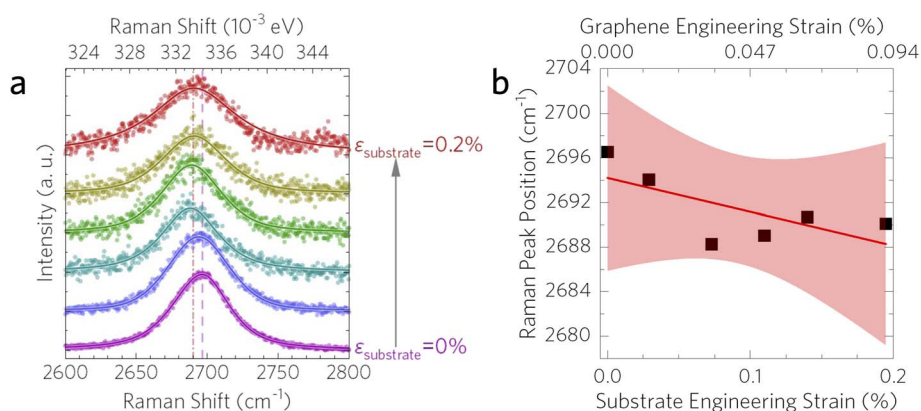 Raman Shift (10⁻³ eV)
324 328 332 336 340 344
a
Intensity (a. u.)
εsubstrate=0.2%
εsubstrate=0%
2600 2650 2700 2750 2800
Raman Shift (cm⁻¹)
Graphene Engineering Strain (%)
0.000 0.047 0.094
b
Raman Peak Position (cm⁻¹)
2704
2700
2696
2692
2688
2684
2680
0.0 0.1 0.2
Substrate Engineering Strain (%)